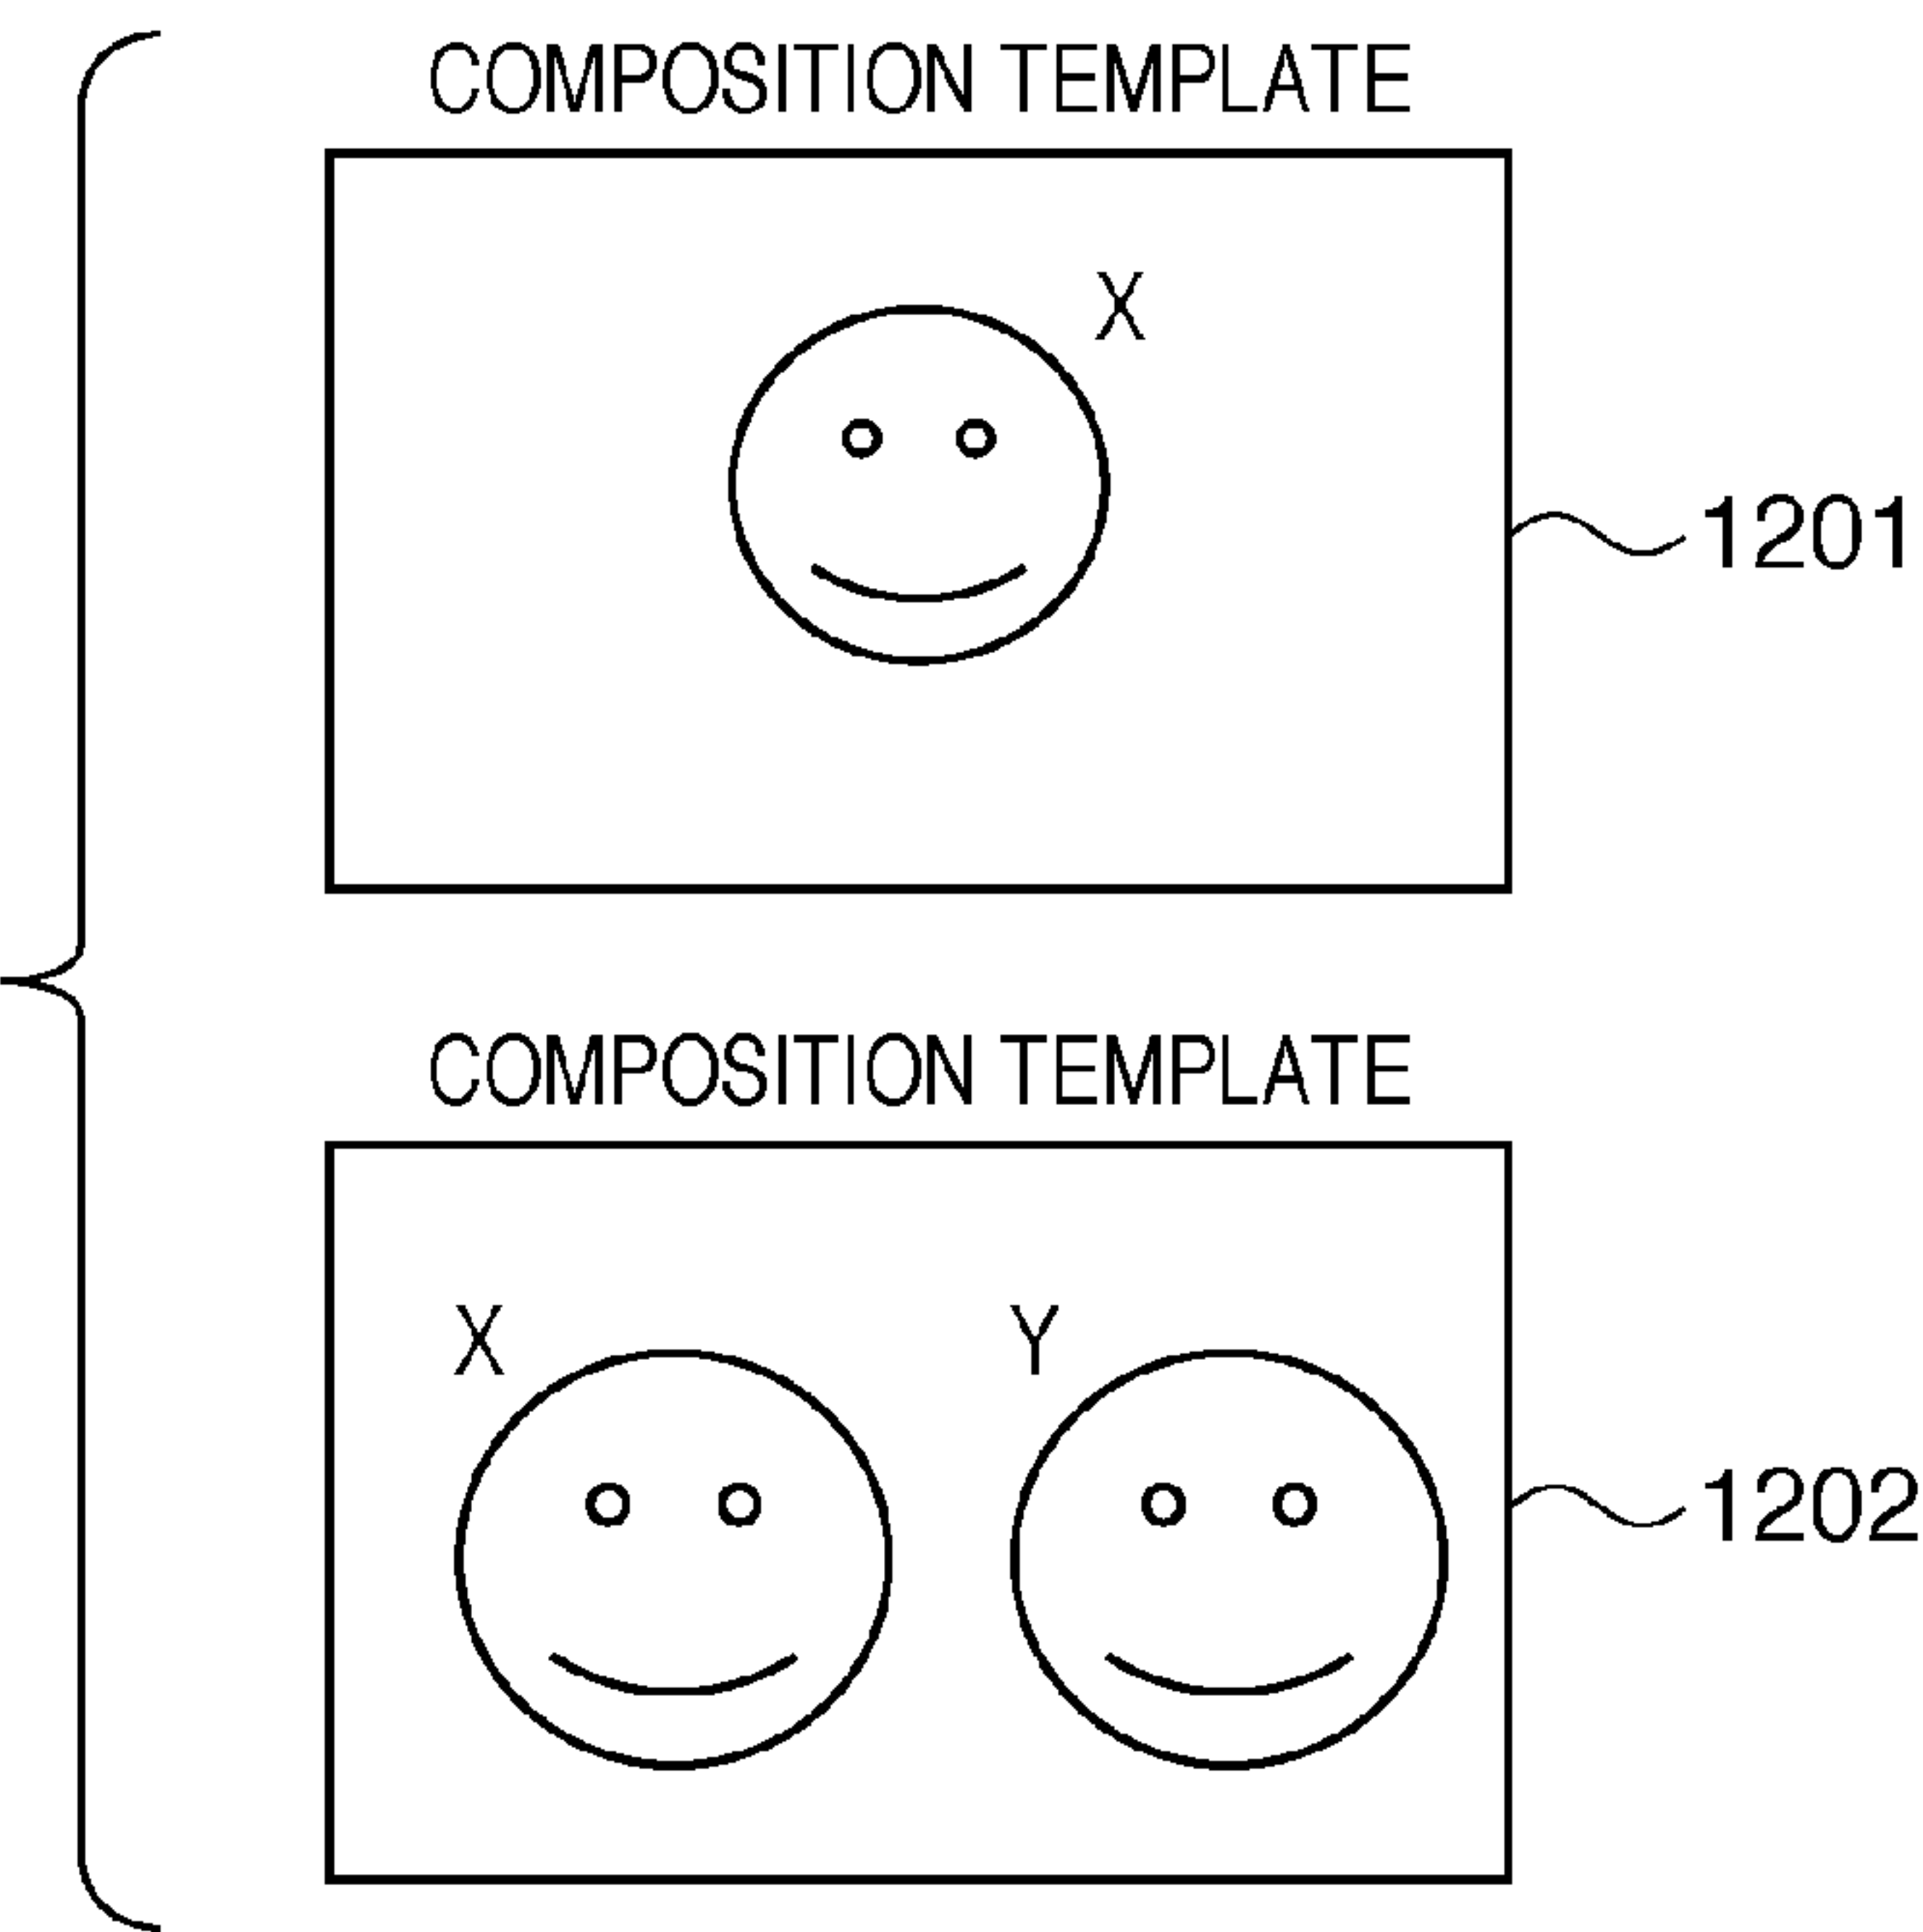 COMPOSITION TEMPLATE
X
1201
COMPOSITION TEMPLATE
X Y
1202